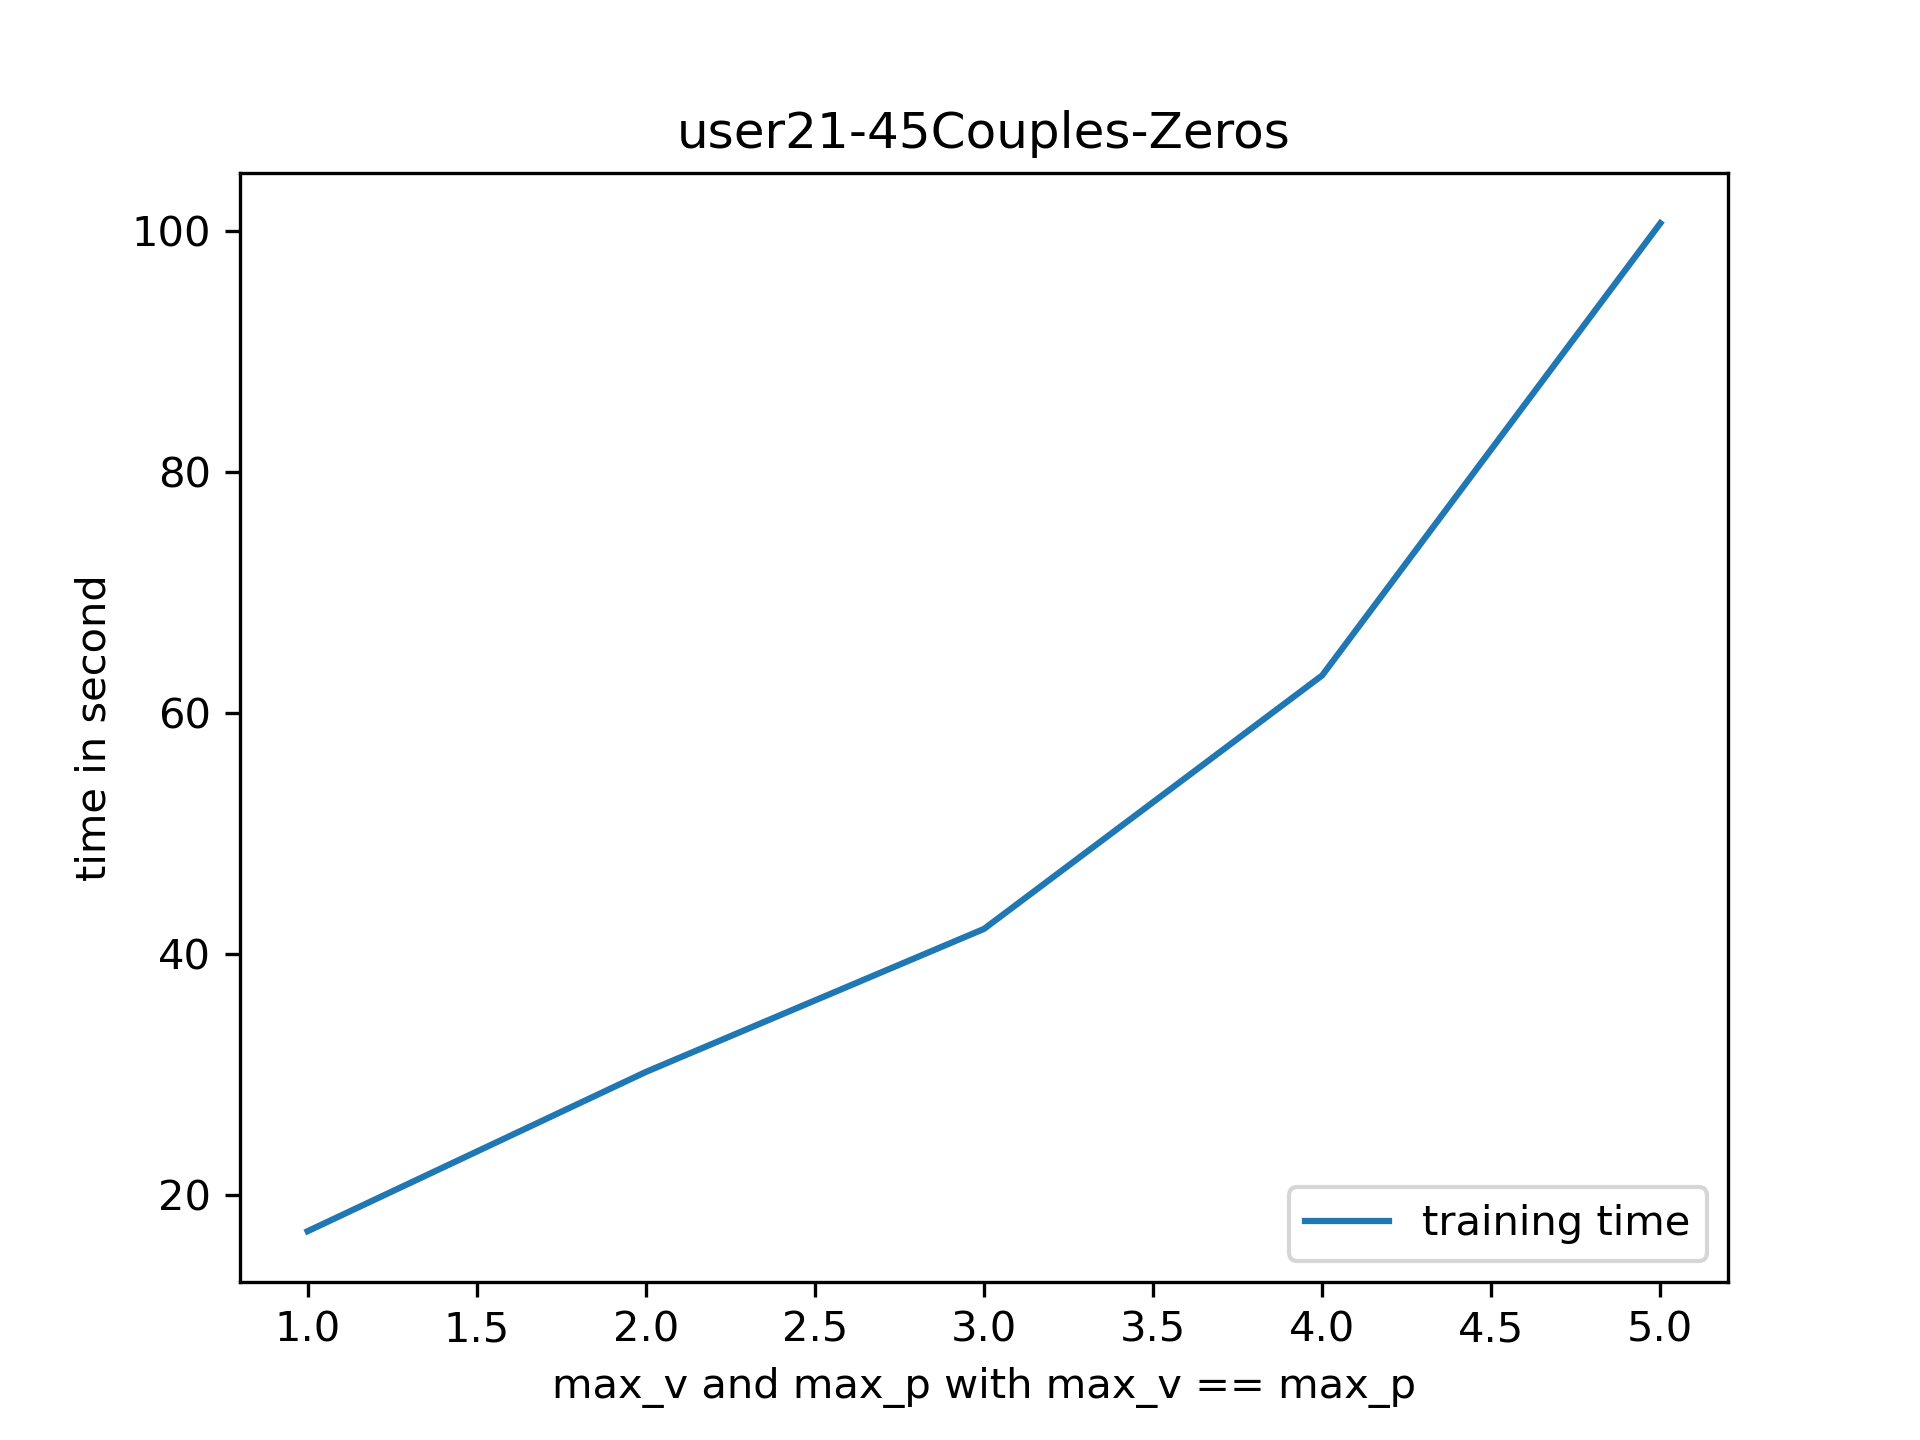 user21-45Couples-Zeros
100
80
60
40
20
time in second
training time
1.0 1.5 2.0 2.5 3.0 3.5 4.0 4.5 5.0
max_v and max_p with max_v == max_p